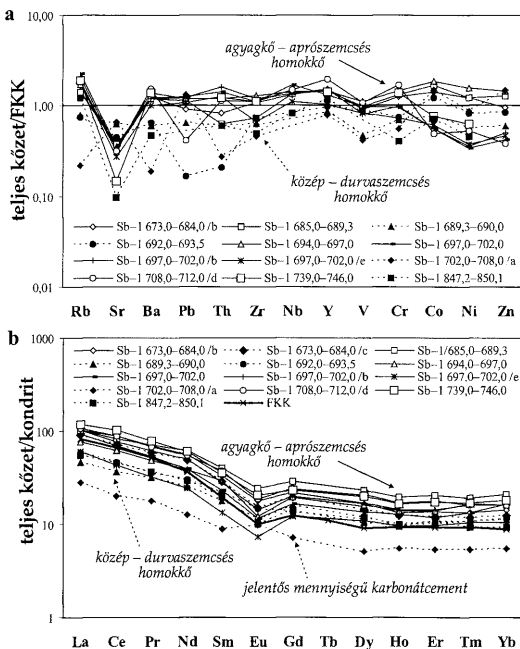 a
10,00
agyagkő – aprószemcsés
homokkő
1,00
teljes kőzet/FKK
0,10
közép – durvaszemcsés
homokkő
Sb–1 673,0–684,0 /b
Sb–1 685,0–689,3
Sb–1 689,3–690,0
Sb–1 692,0–693,5
Sb–1 694,0–697,0
Sb–1 697,0–702,0
Sb–1 697,0–702,0 /b
Sb–1 697,0–702,0 /e
Sb–1 702,0–708,0 /a
Sb–1 708,0–712,0 /d
Sb–1 739,0–746,0
Sb–1 847,2–850,1
0,01
Rb Sr Ba Pb Th Zr Nb Y V Cr Co Ni Zn
b
1000
Sb–1 673,0–684,0 /b
Sb–1 673,0–684,0 /c
Sb–1/685,0–689,3
Sb–1 689,3–690,0
Sb–1 692,0–693,5
Sb–1 694,0–697,0
Sb–1 697,0–702,0
Sb–1 697,0–702,0 /b
Sb–1 697,0–702,0 /e
Sb–1 702,0–708,0 /a
Sb–1 708,0–712,0 /d
Sb–1 739,0–746,0
Sb–1 847,2–850,1
FKK
100
agyagkő – aprószemcsés
homokkő
teljes kőzet/kondrit
10
közép – durvaszemcsés
homokkő
jelentős mennyiségű karbonátcement
1
La Ce Pr Nd Sm Eu Gd Tb Dy Ho Er Tm Yb